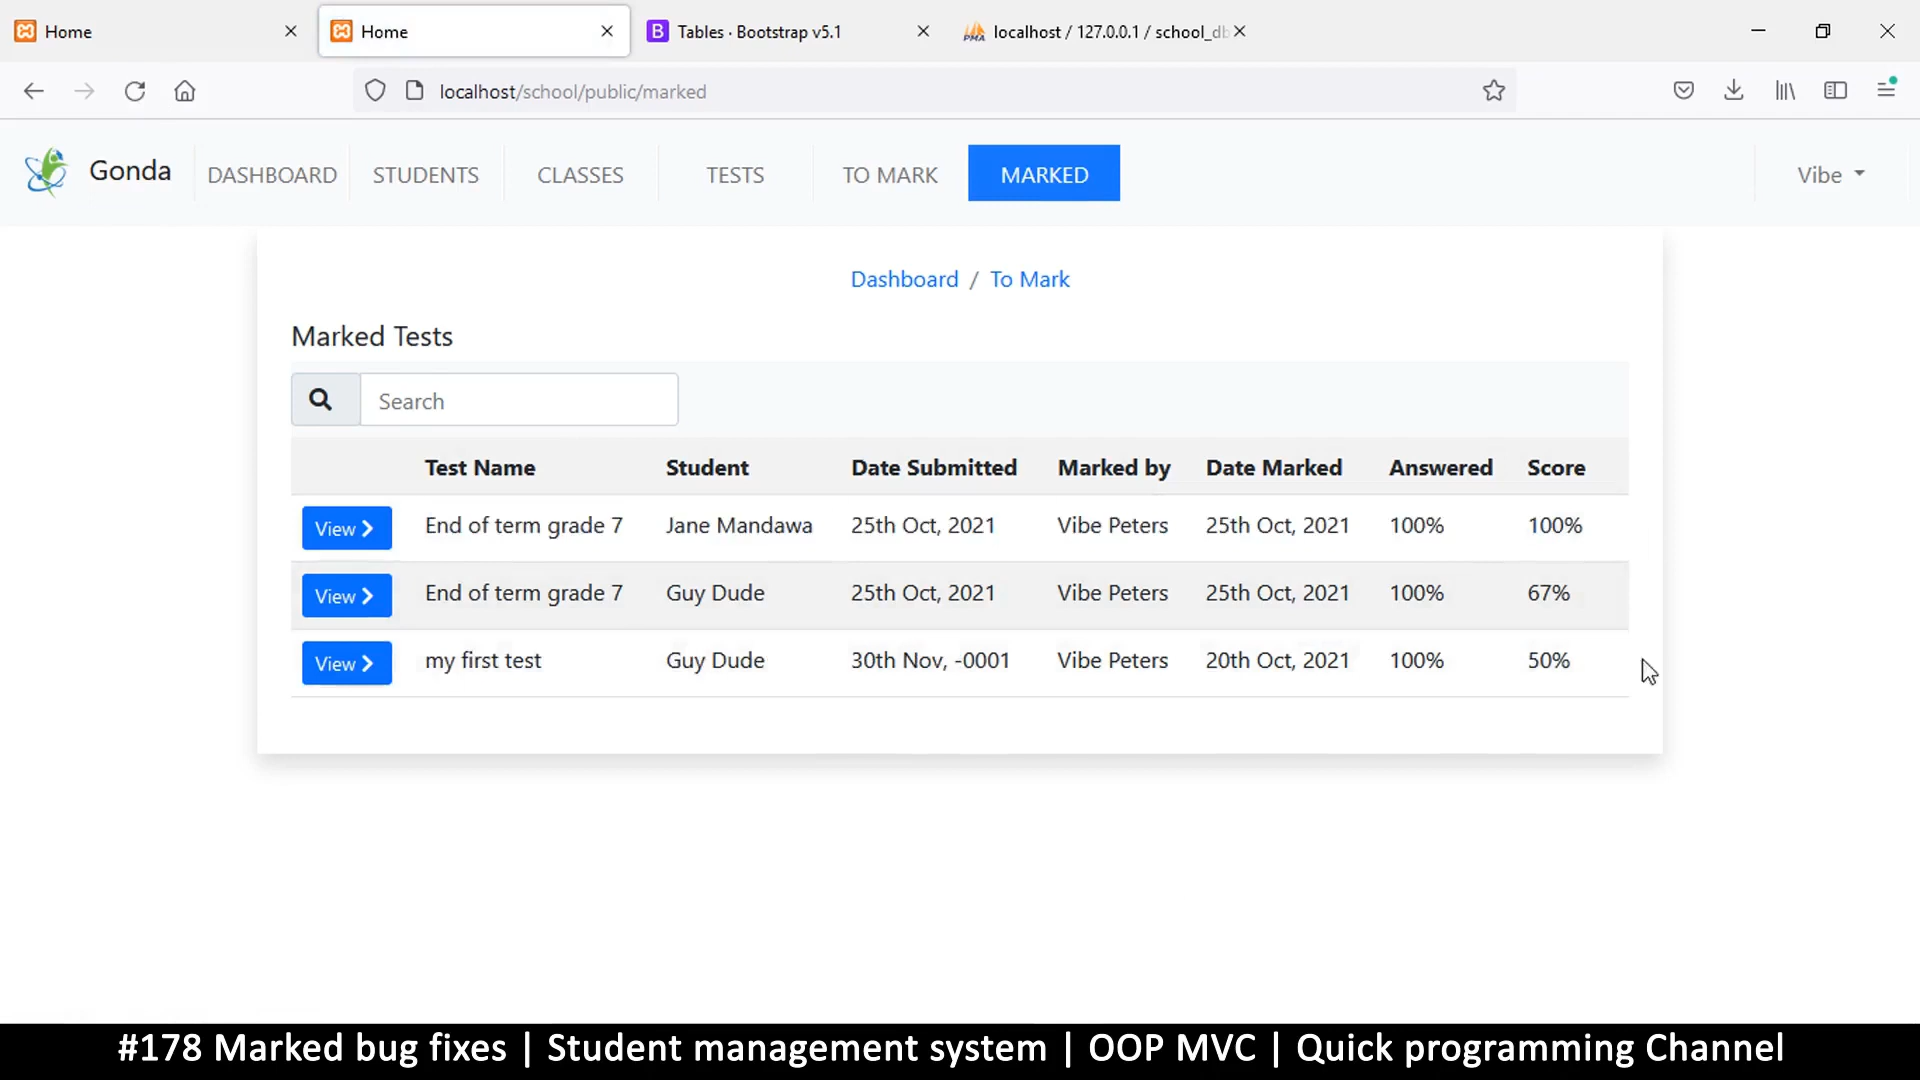 Home
Home
Tables · Bootstrap v5.1
localhost / 127.0.0.1 / school_db
localhost/school/public/marked
Gonda DASHBOARD STUDENTS CLASSES TESTS TO MARK MARKED Vibe
Dashboard / To Mark
Marked Tests
Search
Test Name Student Date Submitted Marked by Date Marked Answered Score
View End of term grade 7 Jane Mandawa 25th Oct, 2021 Vibe Peters 25th Oct, 2021 100% 100%
View End of term grade 7 Guy Dude 25th Oct, 2021 Vibe Peters 25th Oct, 2021 100% 67%
View my first test Guy Dude 30th Nov, -0001 Vibe Peters 20th Oct, 2021 100% 50%
#178 Marked bug fixes | Student management system | OOP MVC | Quick programming Channel